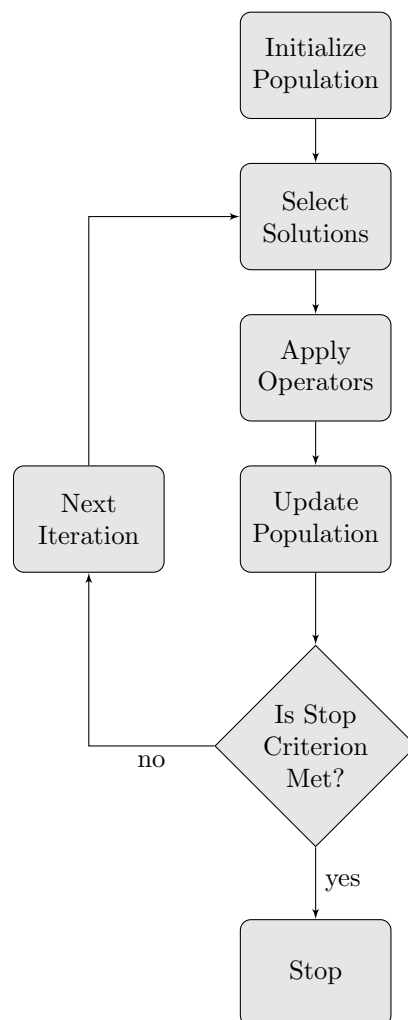 Initialize
Population
Select
Solutions
Apply
Operators
Next
Iteration
Update
Population
Is Stop
Criterion
Met?
no
yes
Stop